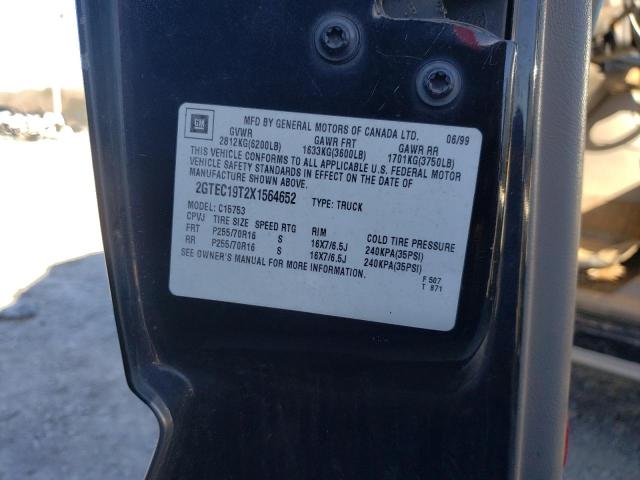 GM
MFD BY GENERAL MOTORS OF CANADA LTD.
06/99
GVWR GAWR FRT GAWR RR
2812KG(6200LB) 1633KG(3600LB) 1701KG(3750LB)
THIS VEHICLE CONFORMS TO ALL APPLICABLE U.S. FEDERAL MOTOR
VEHICLE SAFETY STANDARDS IN EFFECT ON THE DATE OF
MANUFACTURE SHOWN ABOVE.
2GTEC19T2X1564652 TYPE: TRUCK
MODEL: C15753
CPVJ TIRE SIZE SPEED RTG RIM COLD TIRE PRESSURE
FRT P255/70R16 S 16X7/6.5J 240KPA(35PSI)
RR P255/70R16 S 16X7/6.5J 240KPA(35PSI)
SEE OWNER'S MANUAL FOR MORE INFORMATION.
F 507
T 871